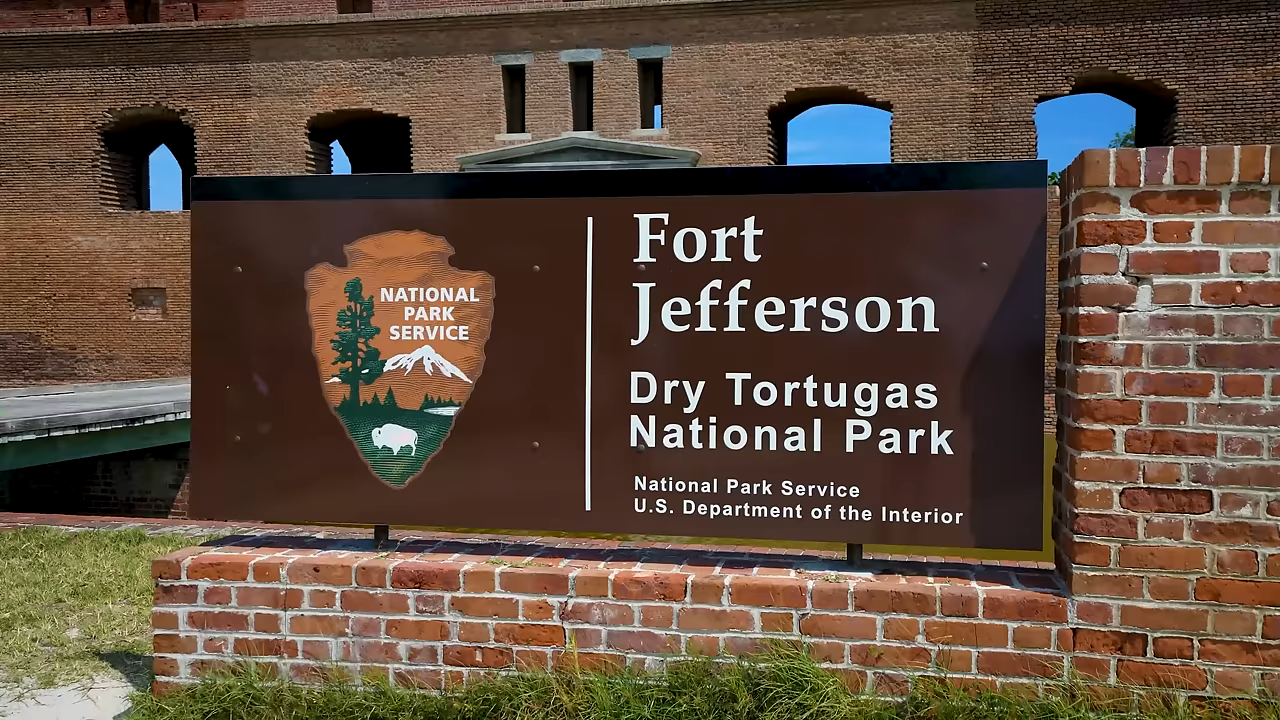 NATIONAL
PARK
SERVICE
Fort
Jefferson
Dry Tortugas
National Park
National Park Service
U.S. Department of the Interior